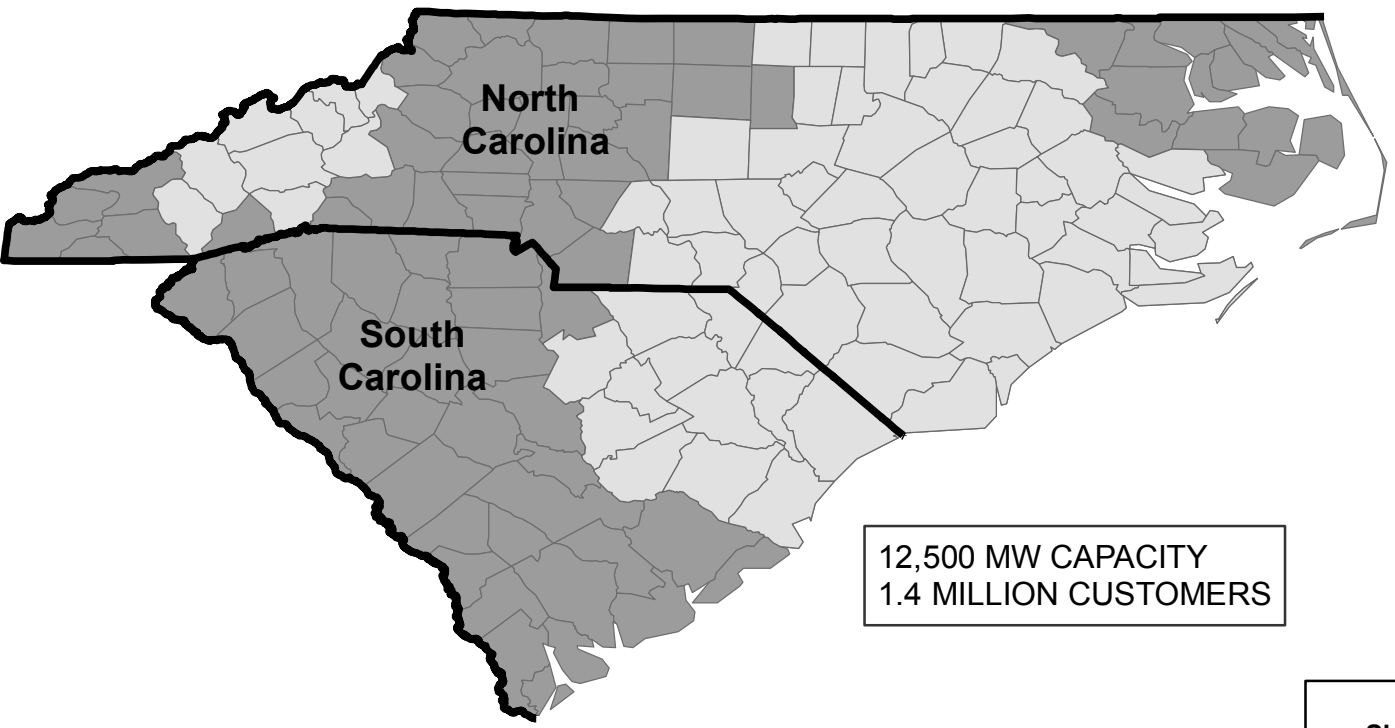 North
Carolina
South
Carolina
12,500 MW CAPACITY
1.4 MILLION CUSTOMERS